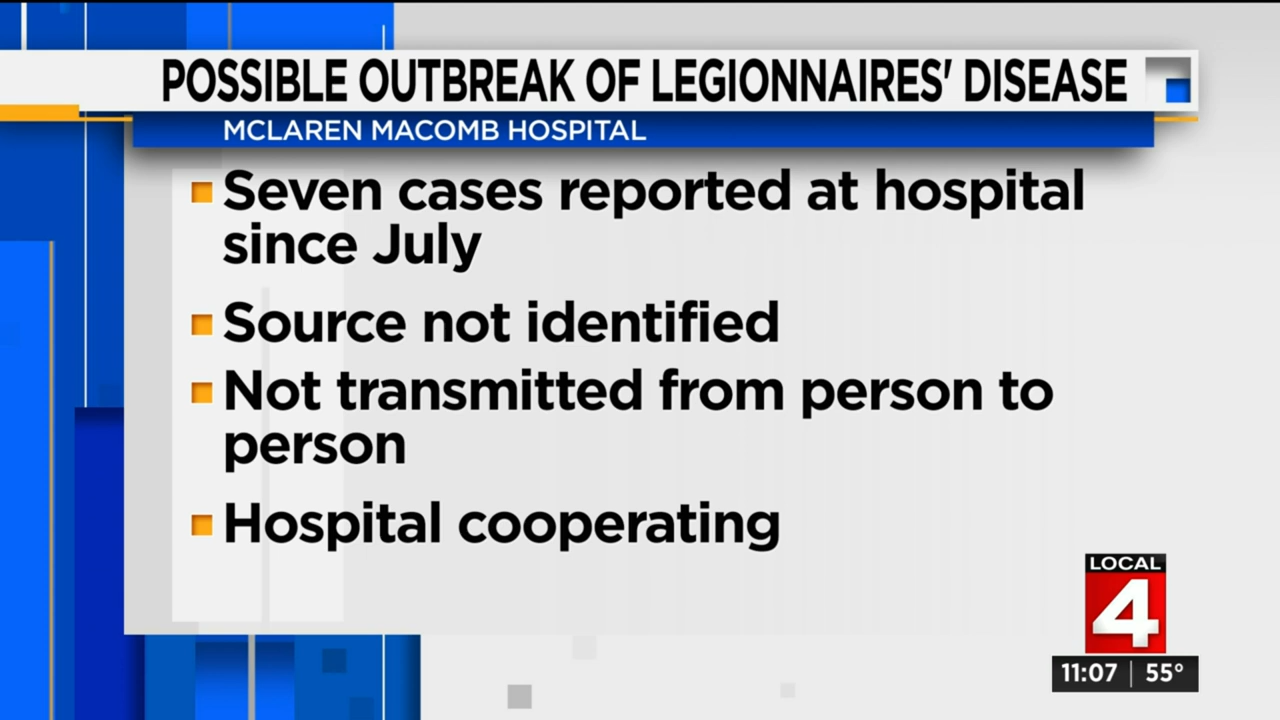 POSSIBLE OUTBREAK OF LEGIONNAIRES' DISEASE
MCLAREN MACOMB HOSPITAL
Seven cases reported at hospital
since July
Source not identified
Not transmitted from person to
person
Hospital cooperating
LOCAL
4
11:07 | 55°